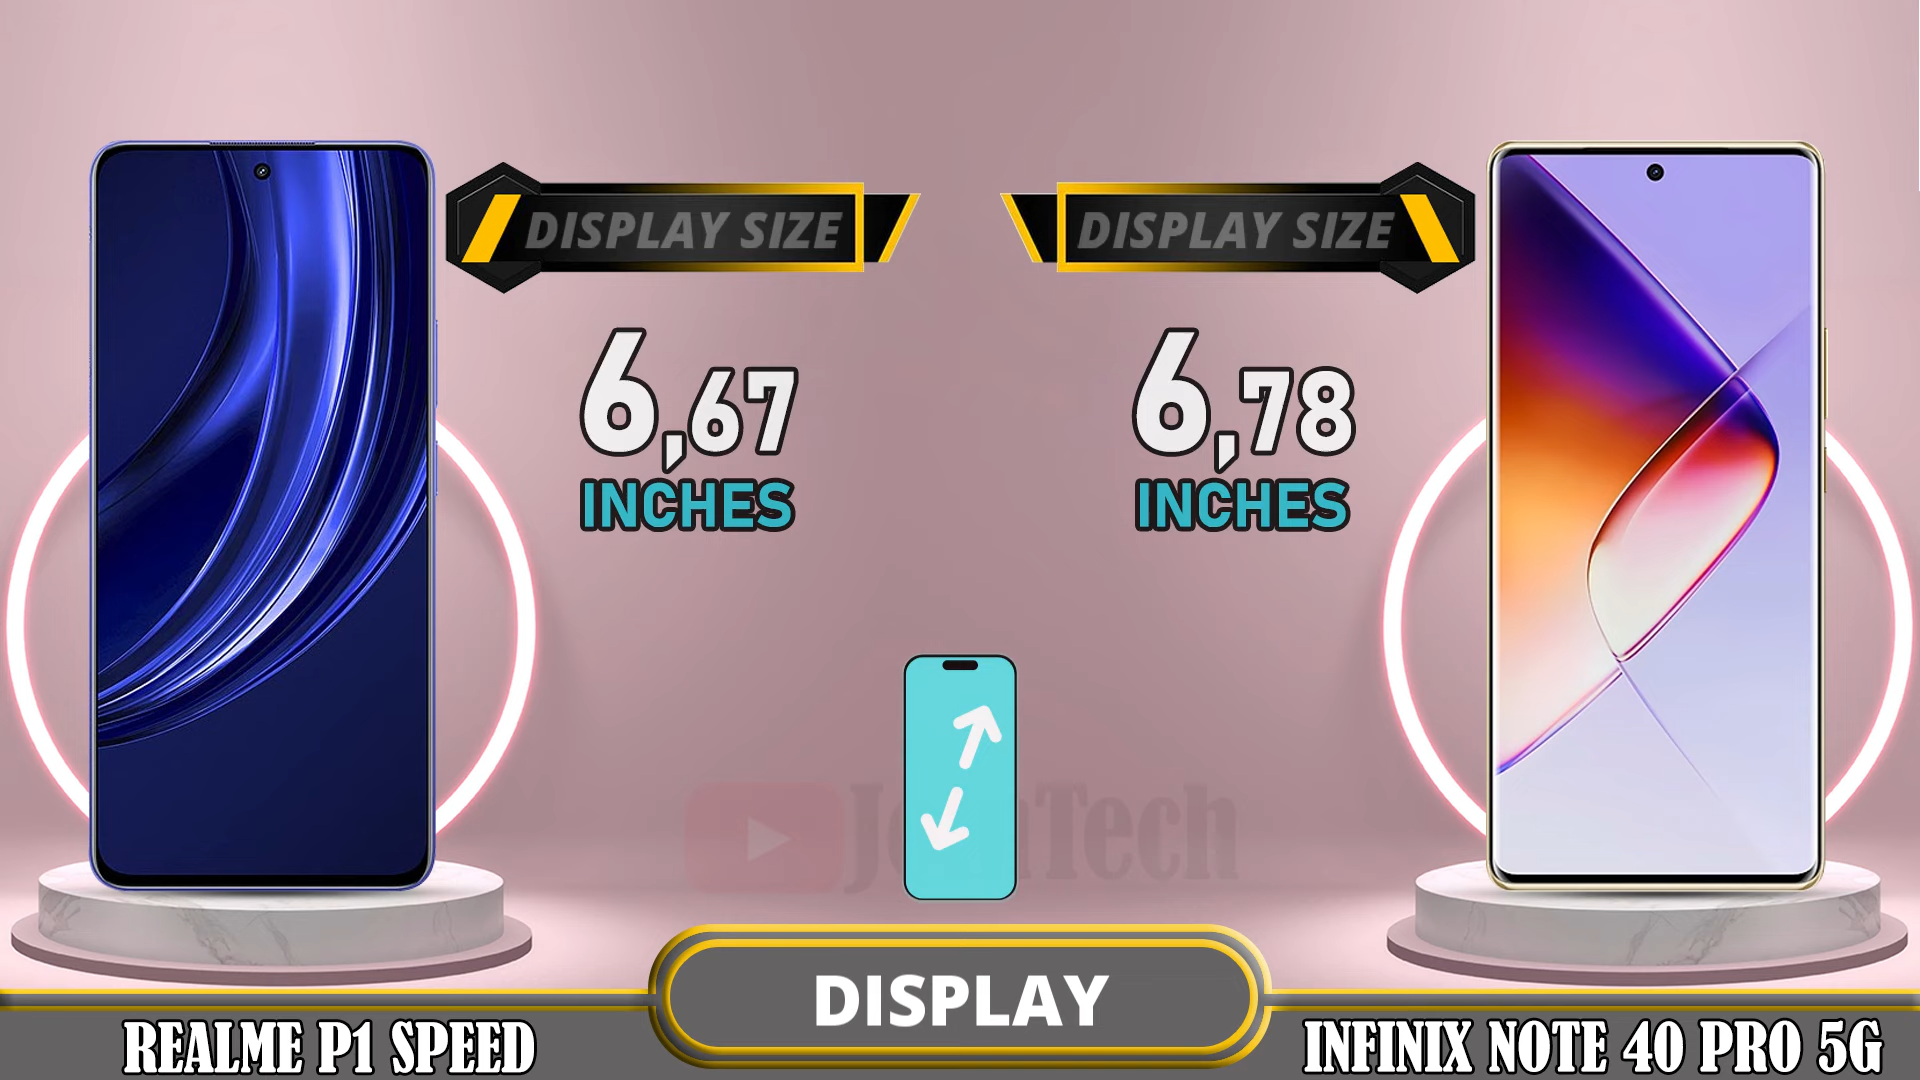 DISPLAY SIZE
DISPLAY SIZE
6,67
INCHES
6,78
INCHES
DISPLAY
REALME P1 SPEED
INFINIX NOTE 40 PRO 5G